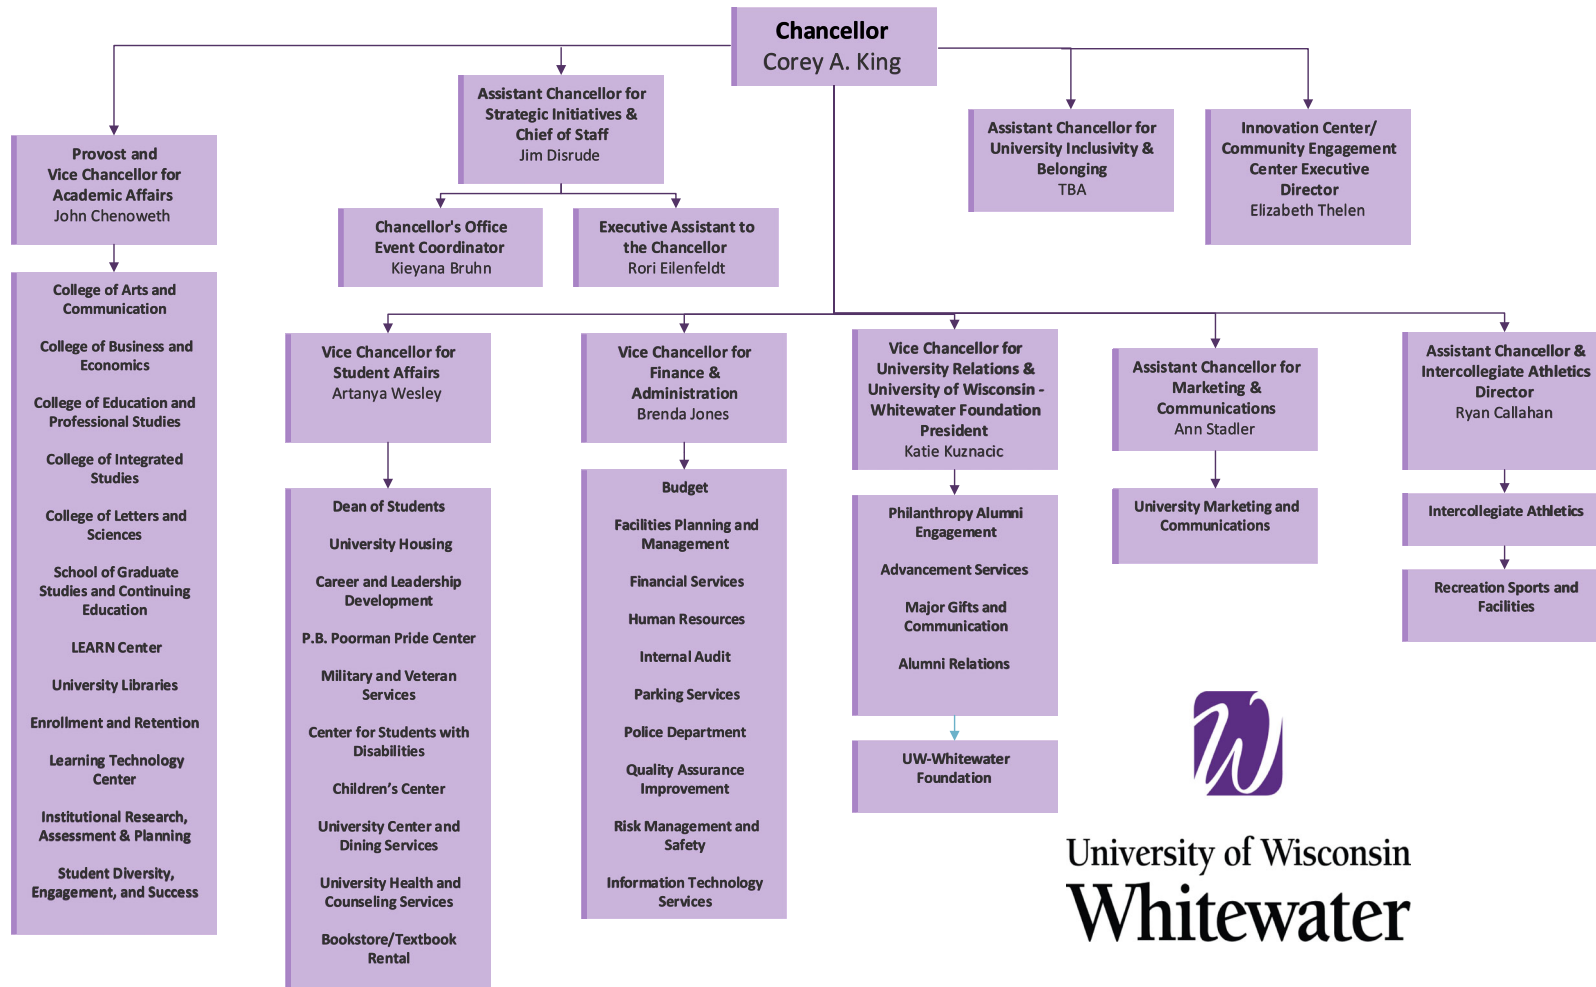 Chancellor
Corey A. King
Assistant Chancellor for
Strategic Initiatives &
Chief of Staff
Jim Disrude
Assistant Chancellor for
University Inclusivity &
Belonging
TBA
Innovation Center/
Community Engagement
Center Executive
Director
Elizabeth Thelen
Provost and
Vice Chancellor for
Academic Affairs
John Chenoweth
Chancellor's Office
Event Coordinator
Kieyana Bruhn
Executive Assistant to
the Chancellor
Rori Eilenfeldt
College of Arts and
Communication
College of Business and
Economics
College of Education and
Professional Studies
College of Integrated
Studies
College of Letters and
Sciences
School of Graduate
Studies and Continuing
Education
LEARN Center
University Libraries
Enrollment and Retention
Learning Technology
Center
Institutional Research,
Assessment & Planning
Student Diversity,
Engagement, and Success
Vice Chancellor for
Student Affairs
Artanya Wesley
Dean of Students
University Housing
Career and Leadership
Development
P.B. Poorman Pride Center
Military and Veteran
Services
Center for Students with
Disabilities
Children’s Center
University Center and
Dining Services
University Health and
Counseling Services
Bookstore/Textbook
Rental
Vice Chancellor for
Finance &
Administration
Brenda Jones
Budget
Facilities Planning and
Management
Financial Services
Human Resources
Internal Audit
Parking Services
Police Department
Quality Assurance
Improvement
Risk Management and
Safety
Information Technology
Services
Vice Chancellor for
University Relations &
University of Wisconsin -
Whitewater Foundation
President
Katie Kuznacic
Philanthropy Alumni
Engagement
Advancement Services
Major Gifts and
Communication
Alumni Relations
UW-Whitewater
Foundation
Assistant Chancellor for
Marketing &
Communications
Ann Stadler
University Marketing and
Communications
Assistant Chancellor &
Intercollegiate Athletics
Director
Ryan Callahan
Intercollegiate Athletics
Recreation Sports and
Facilities
W
University of Wisconsin
Whitewater